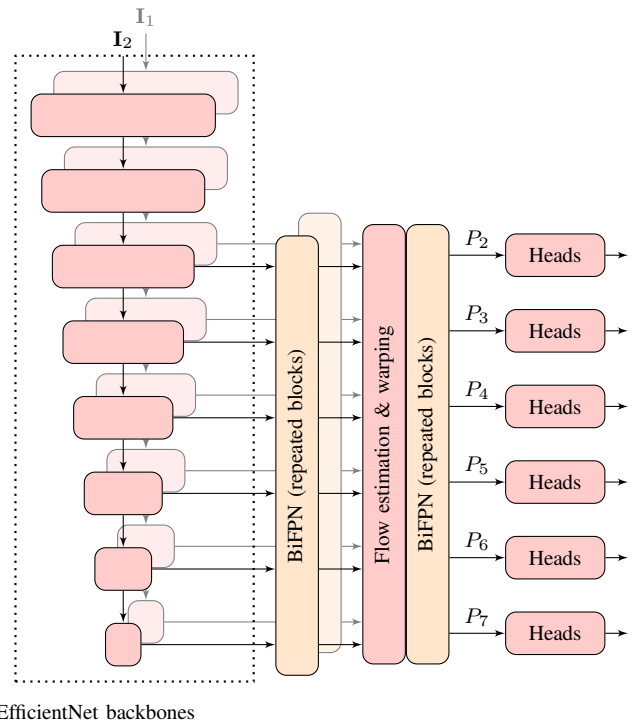 I₁
I₂
BiFPN (repeated blocks)
Flow estimation & warping
BiFPN (repeated blocks)
P₂
Heads
P₃
Heads
P₄
Heads
P₅
Heads
P₆
Heads
P₇
Heads
EfficientNet backbones